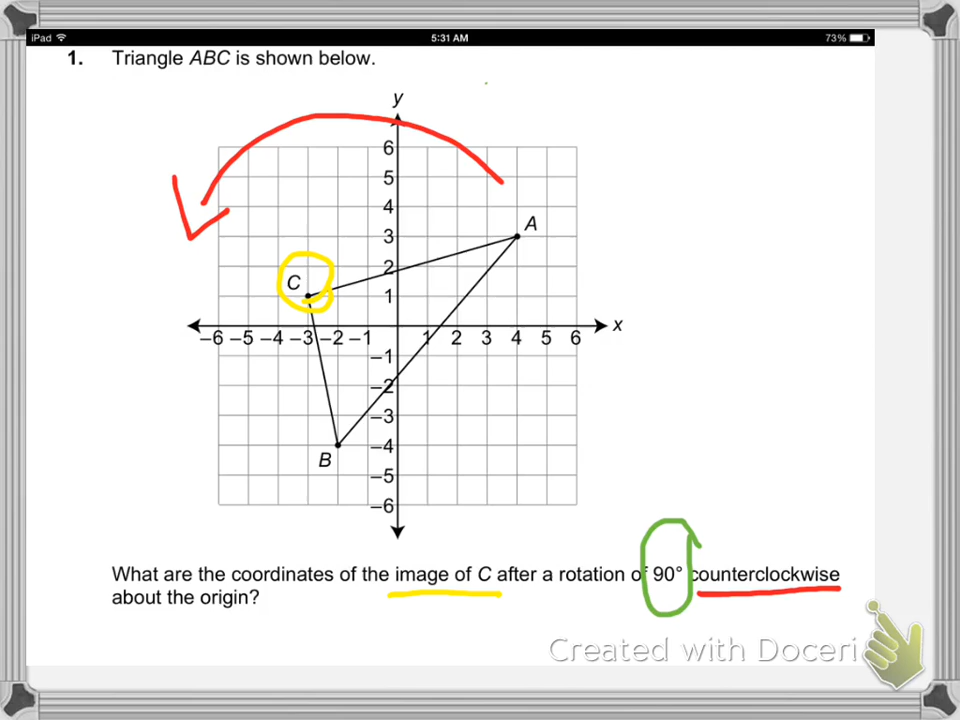 iPad 5:31 AM 73%
1. Triangle ABC is shown below.
y
6
5
4
A
3
2
C
1
x
–6 –5 –4 –3 –2 –1 1 2 3 4 5 6
–1
–2
–3
–4
B
–5
–6
What are the coordinates of the image of C after a rotation of 90° counterclockwise
about the origin?
Created with Doceri